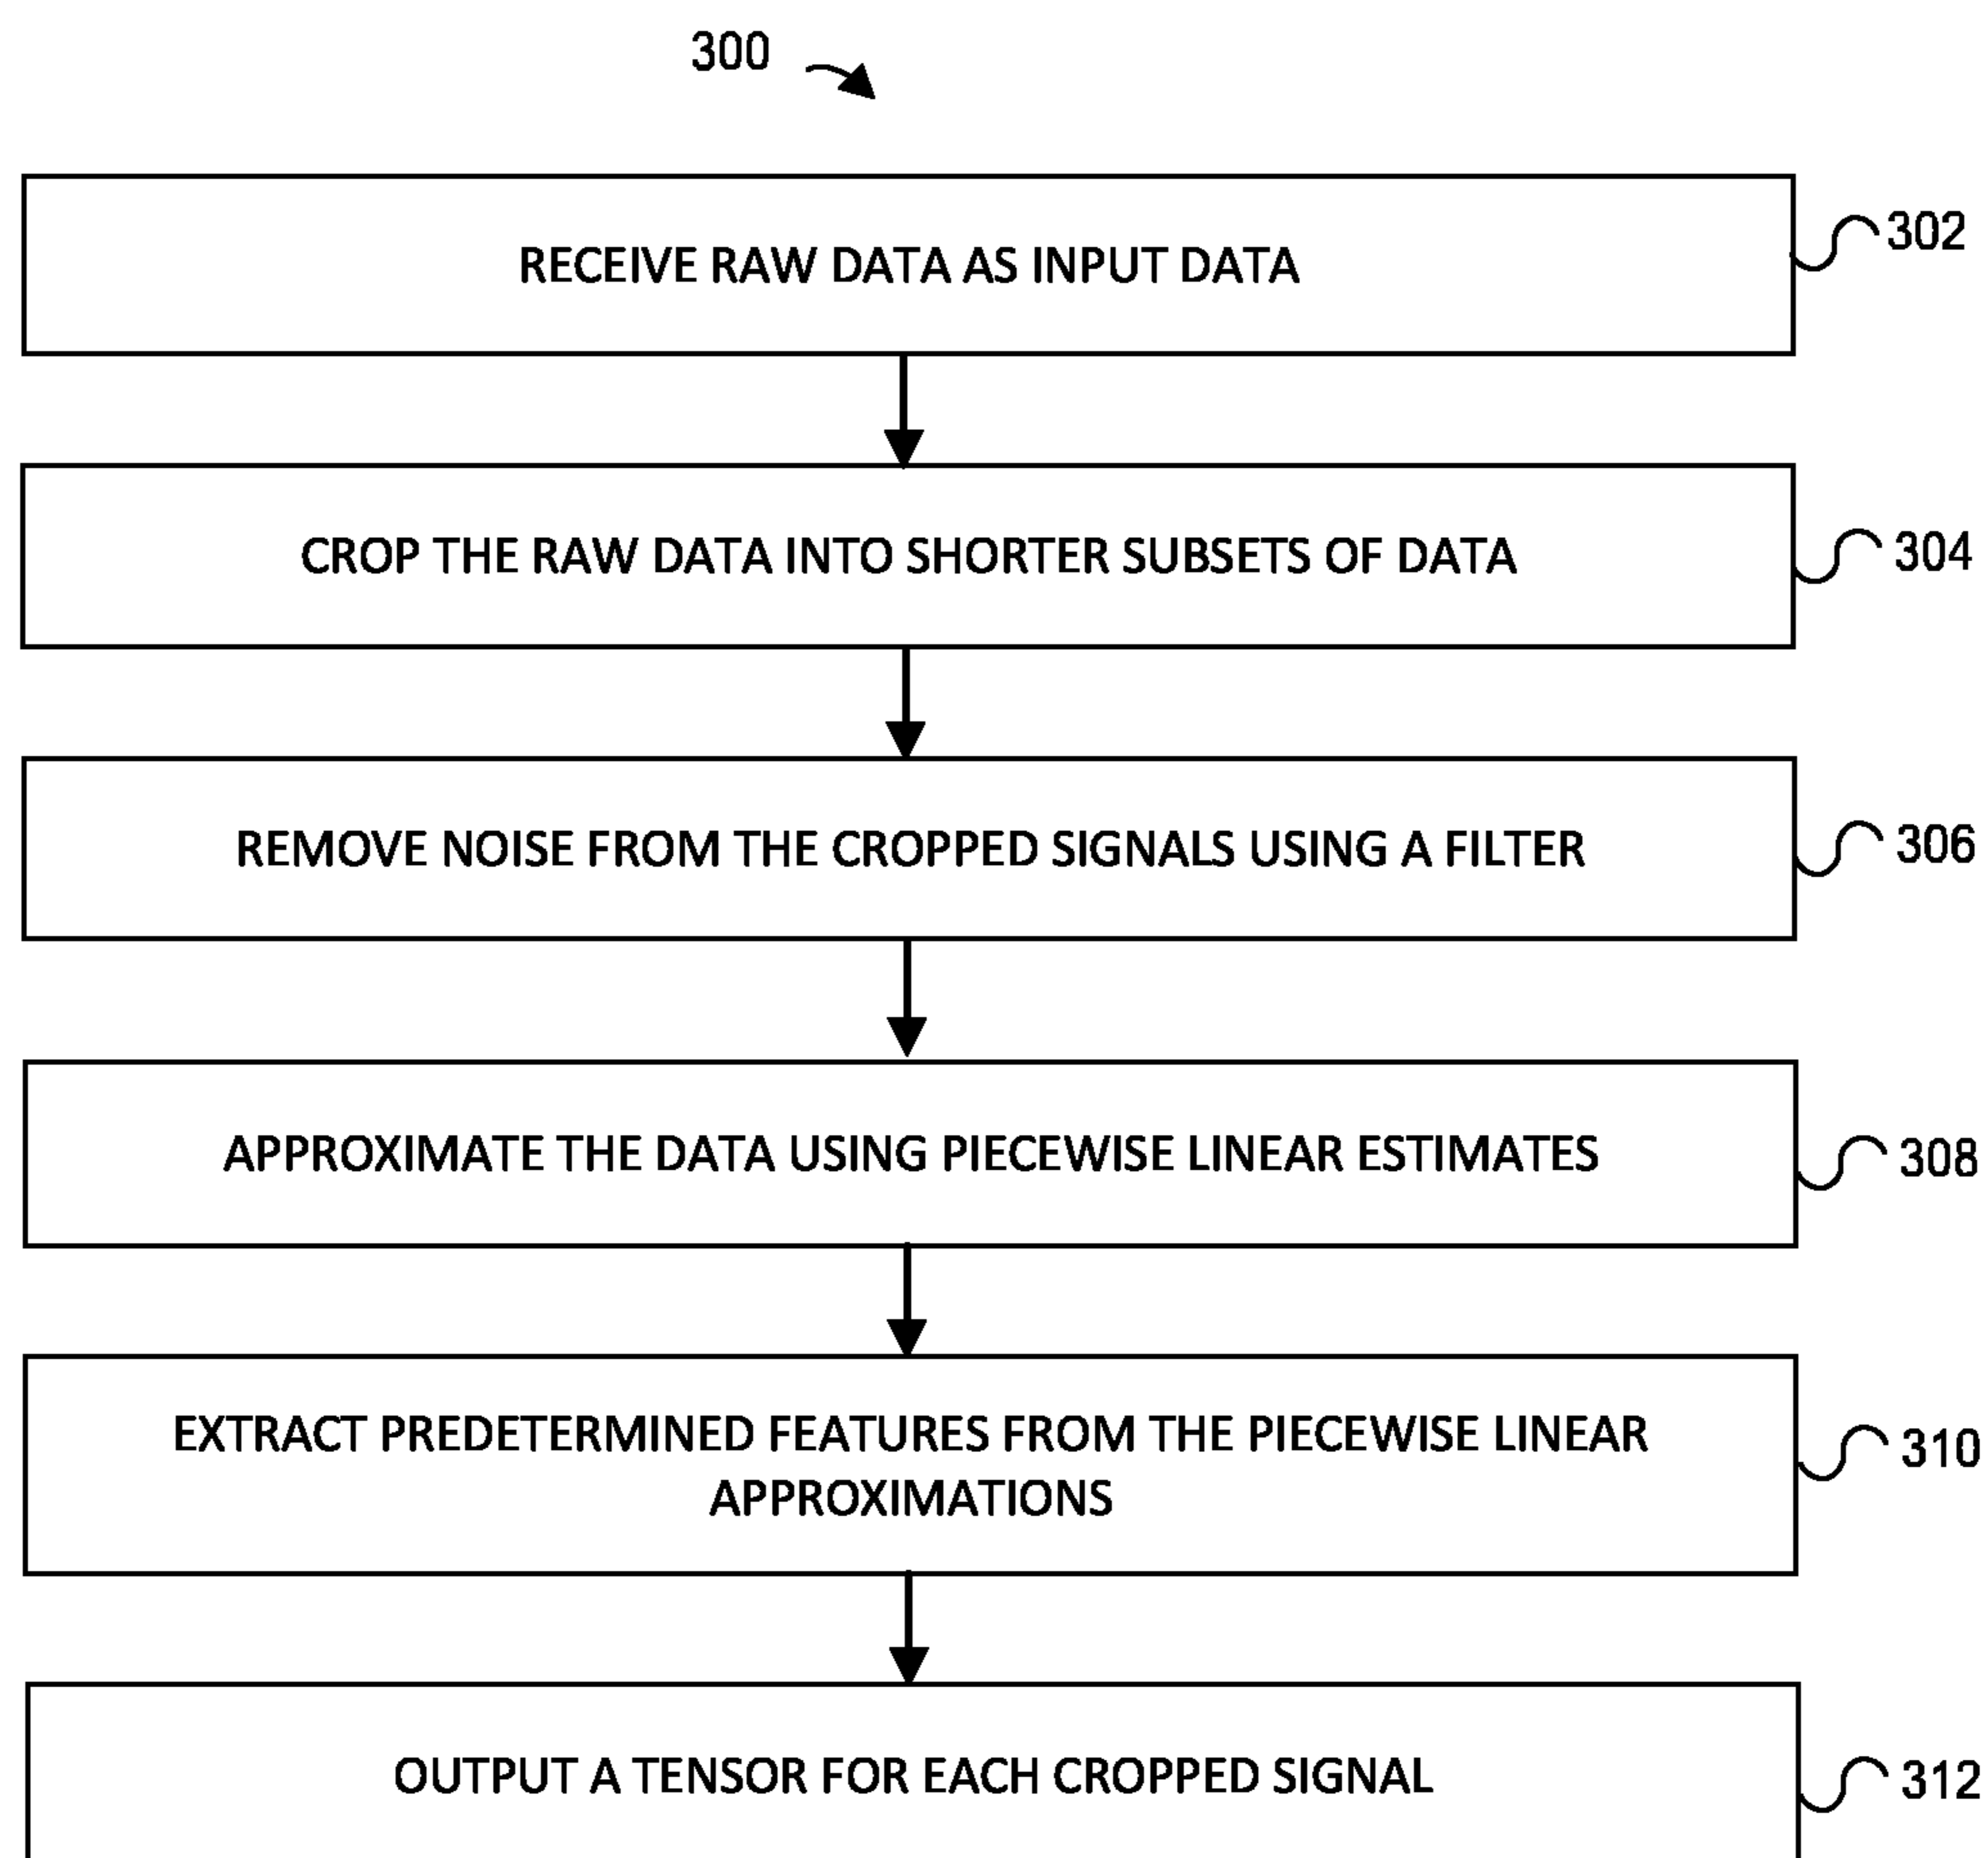 300
RECEIVE RAW DATA AS INPUT DATA
302
CROP THE RAW DATA INTO SHORTER SUBSETS OF DATA
304
REMOVE NOISE FROM THE CROPPED SIGNALS USING A FILTER
306
APPROXIMATE THE DATA USING PIECEWISE LINEAR ESTIMATES
308
EXTRACT PREDETERMINED FEATURES FROM THE PIECEWISE LINEAR
APPROXIMATIONS
310
OUTPUT A TENSOR FOR EACH CROPPED SIGNAL
312